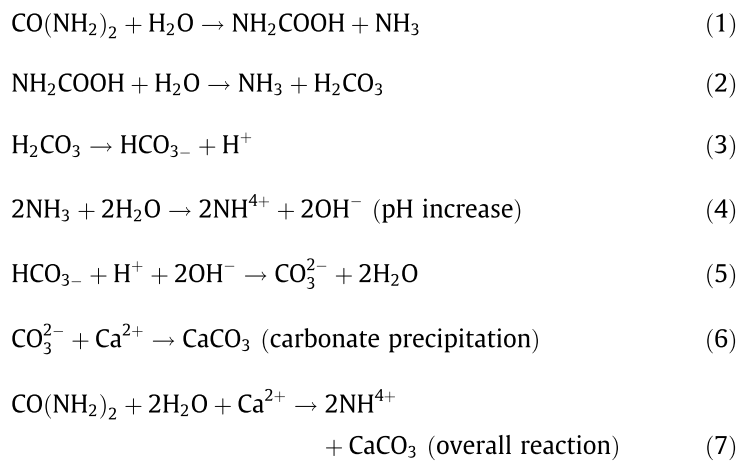 CO(NH₂)₂ + H₂O → NH₂COOH + NH₃ (1)
NH₂COOH + H₂O → NH₃ + H₂CO₃ (2)
H₂CO₃ → HCO₃₋ + H⁺ (3)
2NH₃ + 2H₂O → 2NH⁴⁺ + 2OH⁻ (pH increase) (4)
HCO₃₋ + H⁺ + 2OH⁻ → CO₃²⁻ + 2H₂O (5)
CO₃²⁻ + Ca²⁺ → CaCO₃ (carbonate precipitation) (6)
CO(NH₂)₂ + 2H₂O + Ca²⁺ → 2NH⁴⁺
+ CaCO₃ (overall reaction) (7)